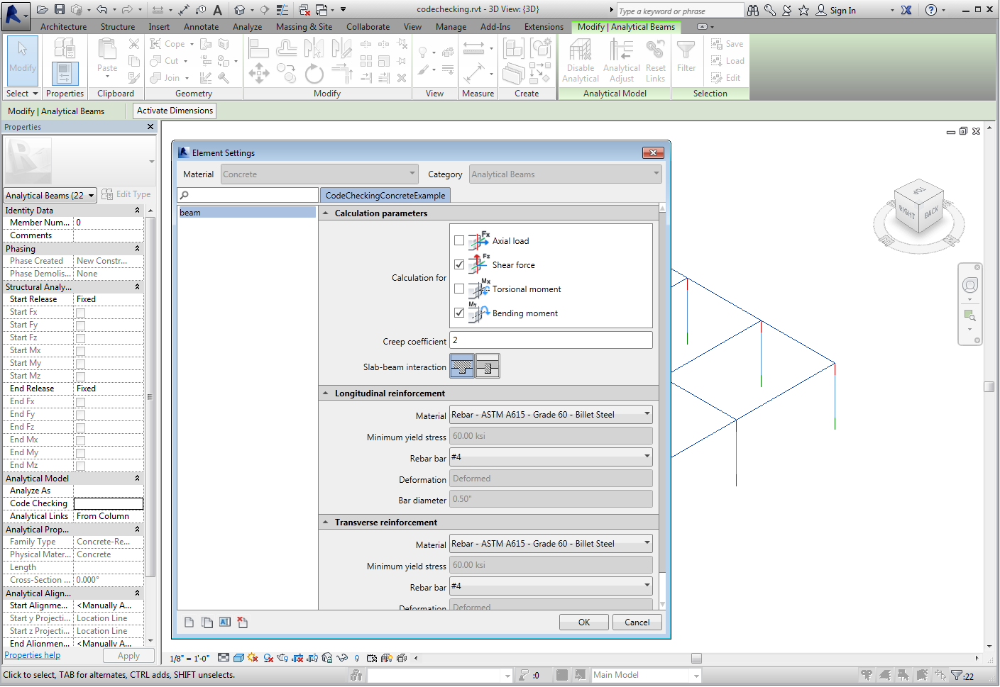 codechecking.rvt - 3D View: {3D}
Type a keyword or phrase
Sign In
Architecture Structure Insert Annotate Analyze Massing & Site Collaborate View Manage Add-Ins Extensions Modify | Analytical Beams
Modify
Paste
Cope
Cut
Join
Disable Analytical
Analytical Adjust
Reset Links
Filter
Save
Load
Edit
Select Properties Clipboard Geometry Modify View Measure Create Analytical Model Selection
Modify | Analytical Beams Activate Dimensions
Properties
Analytical Beams (22 Edit Type
Identity Data
Member Num... 0
Comments
Phasing
Phase Created New Constr...
Phase Demolis... None
Structural Analy...
Start Release Fixed
Start Fx
Start Fy
Start Fz
Start Mx
Start My
Start Mz
End Release Fixed
End Fx
End Fy
End Fz
End Mx
End My
End Mz
Analytical Model
Analyze As
Code Checking
Analytical Links From Column
Analytical Prop...
Family Type Concrete-Re...
Physical Mater... Concrete
Length
Cross-Section ... 0.000°
Analytical Align...
Start Alignme... <Manually A...
Start y Projecti... Location Line
Start z Projecti... Location Line
End Alignmen... <Manually A...
Properties help Apply
Element Settings
Material Concrete Category Analytical Beams
CodeCheckingConcreteExample
beam
Calculation parameters
Calculation for
Fx Axial load
Fz Shear force
Mx Torsional moment
My Bending moment
Creep coefficient 2
Slab-beam interaction
Longitudinal reinforcement
Material Rebar - ASTM A615 - Grade 60 - Billet Steel
Minimum yield stress 60.00 ksi
Rebar bar #4
Deformation Deformed
Bar diameter 0.50"
Transverse reinforcement
Material Rebar - ASTM A615 - Grade 60 - Billet Steel
Minimum yield stress 60.00 ksi
Rebar bar #4
Deformation Deformed
OK Cancel
TOP
RIGHT BACK
1/8" = 1'-0"
Click to select, TAB for alternates, CTRL adds, SHIFT unselects.
:0
Main Model
:22